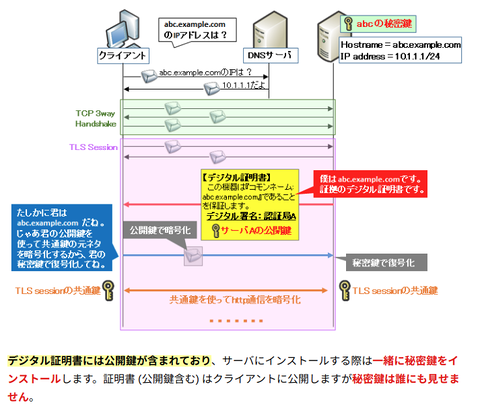 abc.example.com
のIPアドレスは？
abcの秘密鍵
クライアント
DNSサーバ
Hostname = abc.example.com
IP address = 10.1.1.1/24
abc.example.comのIPは？
10.1.1.1だよ
TCP 3way
Handshake
TLS Session
【デジタル証明書】
この機器は『コモンネーム:
abc.example.com』であること
を保証します。
デジタル署名：認証局A
サーバAの公開鍵
僕は abc.example.comです。
証拠のデジタル証明書です。
たしかに君は
abc.example.com だね。
じゃあ君の公開鍵を
使って共通鍵の元ネタ
を暗号化するから、君の
秘密鍵で復号化してね。
公開鍵で暗号化
秘密鍵で復号化
TLS sessionの共通鍵
TLS sessionの共通鍵
共通鍵を使ってhttp通信を暗号化
デジタル証明書には公開鍵が含まれており、サーバにインストールする際は一緒に秘密鍵をイ
ンストールします。証明書 (公開鍵含む) はクライアントに公開しますが秘密鍵は誰にも見せま
せん。